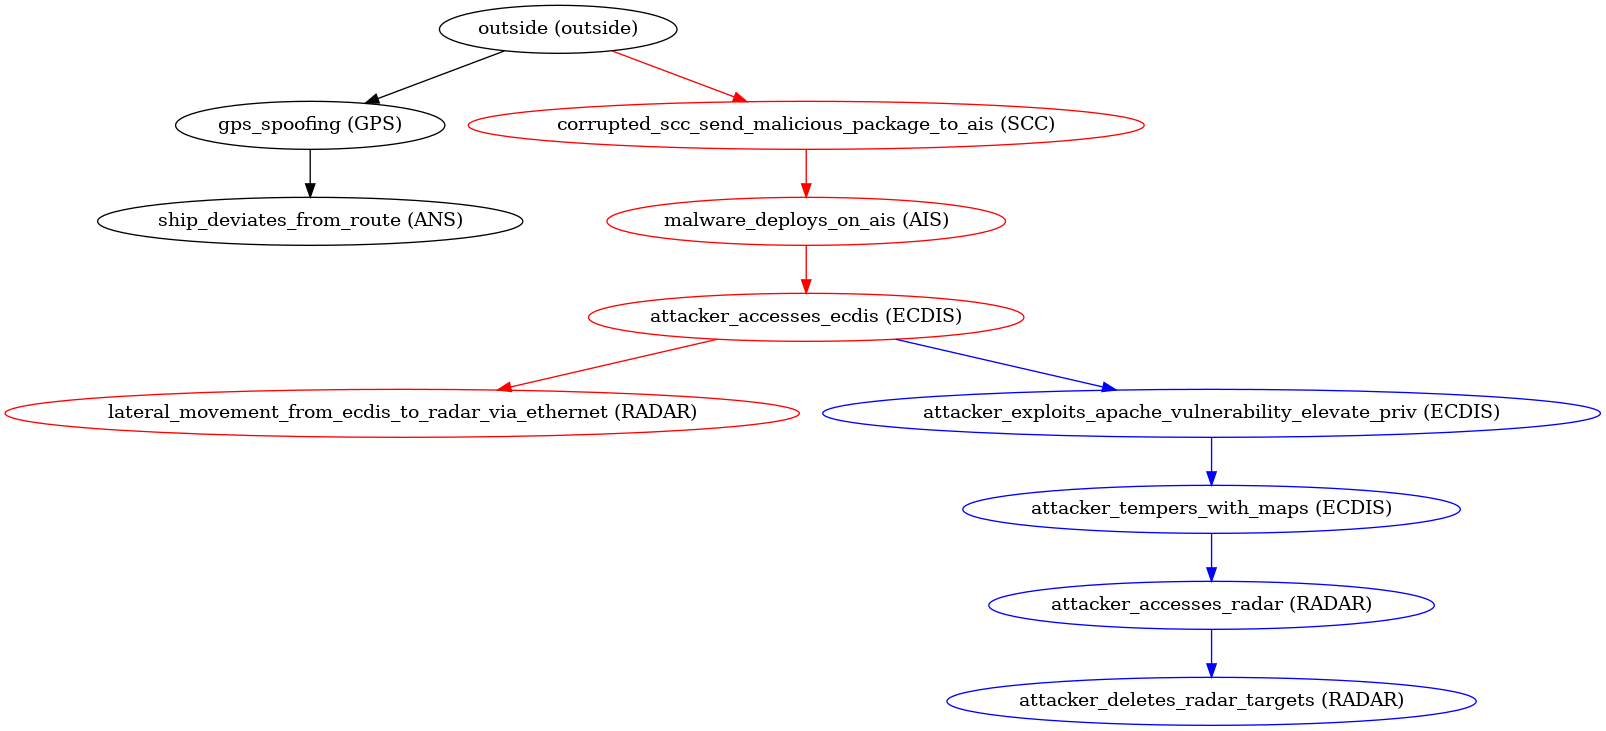 outside (outside)
gps_spoofing (GPS)
corrupted_scc_send_malicious_package_to_ais (SCC)
ship_deviates_from_route (ANS)
malware_deploys_on_ais (AIS)
attacker_accesses_ecdis (ECDIS)
lateral_movement_from_ecdis_to_radar_via_ethernet (RADAR)
attacker_exploits_apache_vulnerability_elevate_priv (ECDIS)
attacker_tempers_with_maps (ECDIS)
attacker_accesses_radar (RADAR)
attacker_deletes_radar_targets (RADAR)